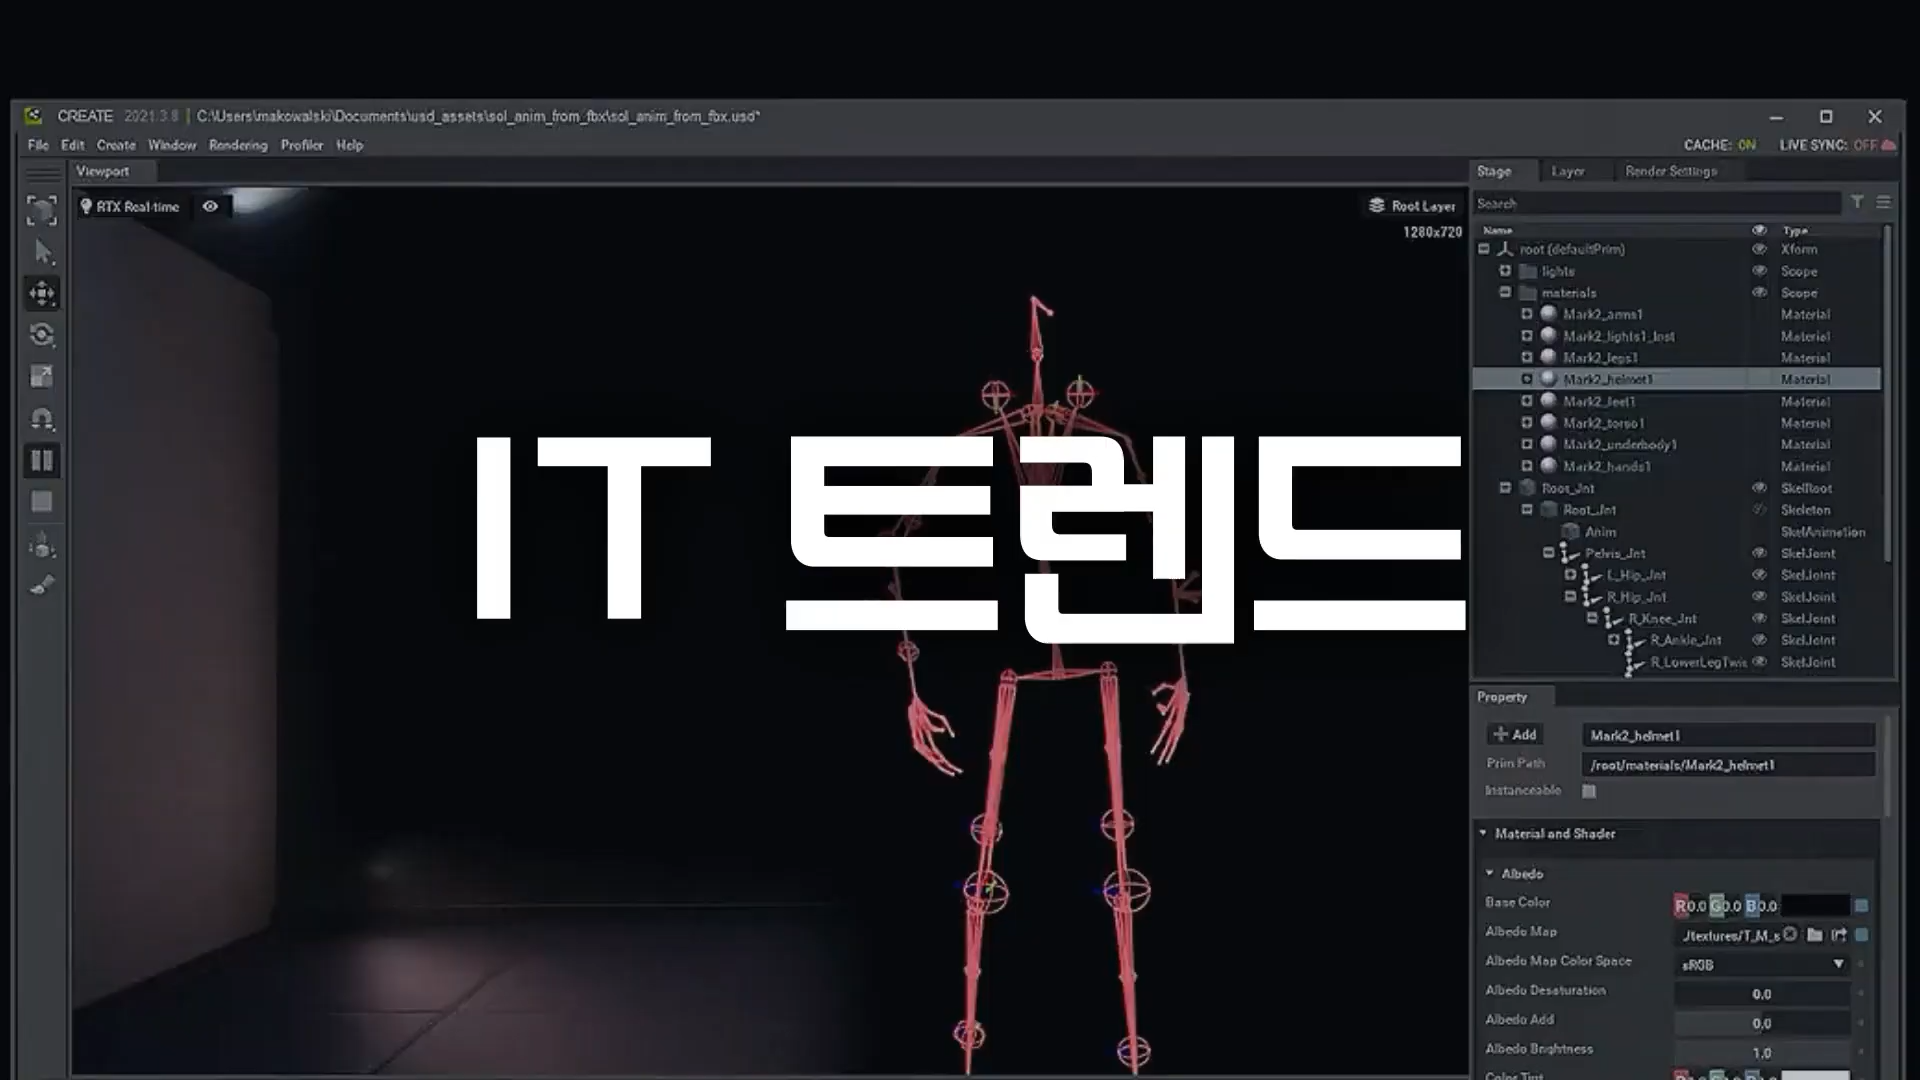 CREATE 2021.3.8 | C:\Users\makowalski\Documents\usd_assets\sol_anim_from_fbx\sol_anim_from_fbx.usd*
File Edit Create Window Rendering Profiler Help
CACHE: ON LIVE SYNC: OFF
Viewport
RTX Real-time
Root Layer
1280x720
IT 트렌드
Stage Layer Render Settings
Search
Name Type
root (defaultPrim) Xform
lights Scope
materials Scope
Mark2_arms1 Material
Mark2_lights1_Inst Material
Mark2_legs1 Material
Mark2_helmet1 Material
Mark2_feet1 Material
Mark2_torso1 Material
Mark2_underbody1 Material
Mark2_hands1 Material
Root_Jnt SkelRoot
Root_Jnt Skeleton
Anim SkelAnimation
Pelvis_Jnt SkelJoint
L_Hip_Jnt SkelJoint
R_Hip_Jnt SkelJoint
R_Knee_Jnt SkelJoint
R_Ankle_Jnt SkelJoint
R_LowerLegTwis SkelJoint
Property
Add Mark2_helmet1
Prim Path /root/materials/Mark2_helmet1
Instanceable
Material and Shader
Albedo
Base Color R0.0 G0.0 B0.0
Albedo Map ./textures/T_M_s
Albedo Map Color Space sRGB
Albedo Desaturation 0.0
Albedo Add 0.0
Albedo Brightness 1.0
Color Tint